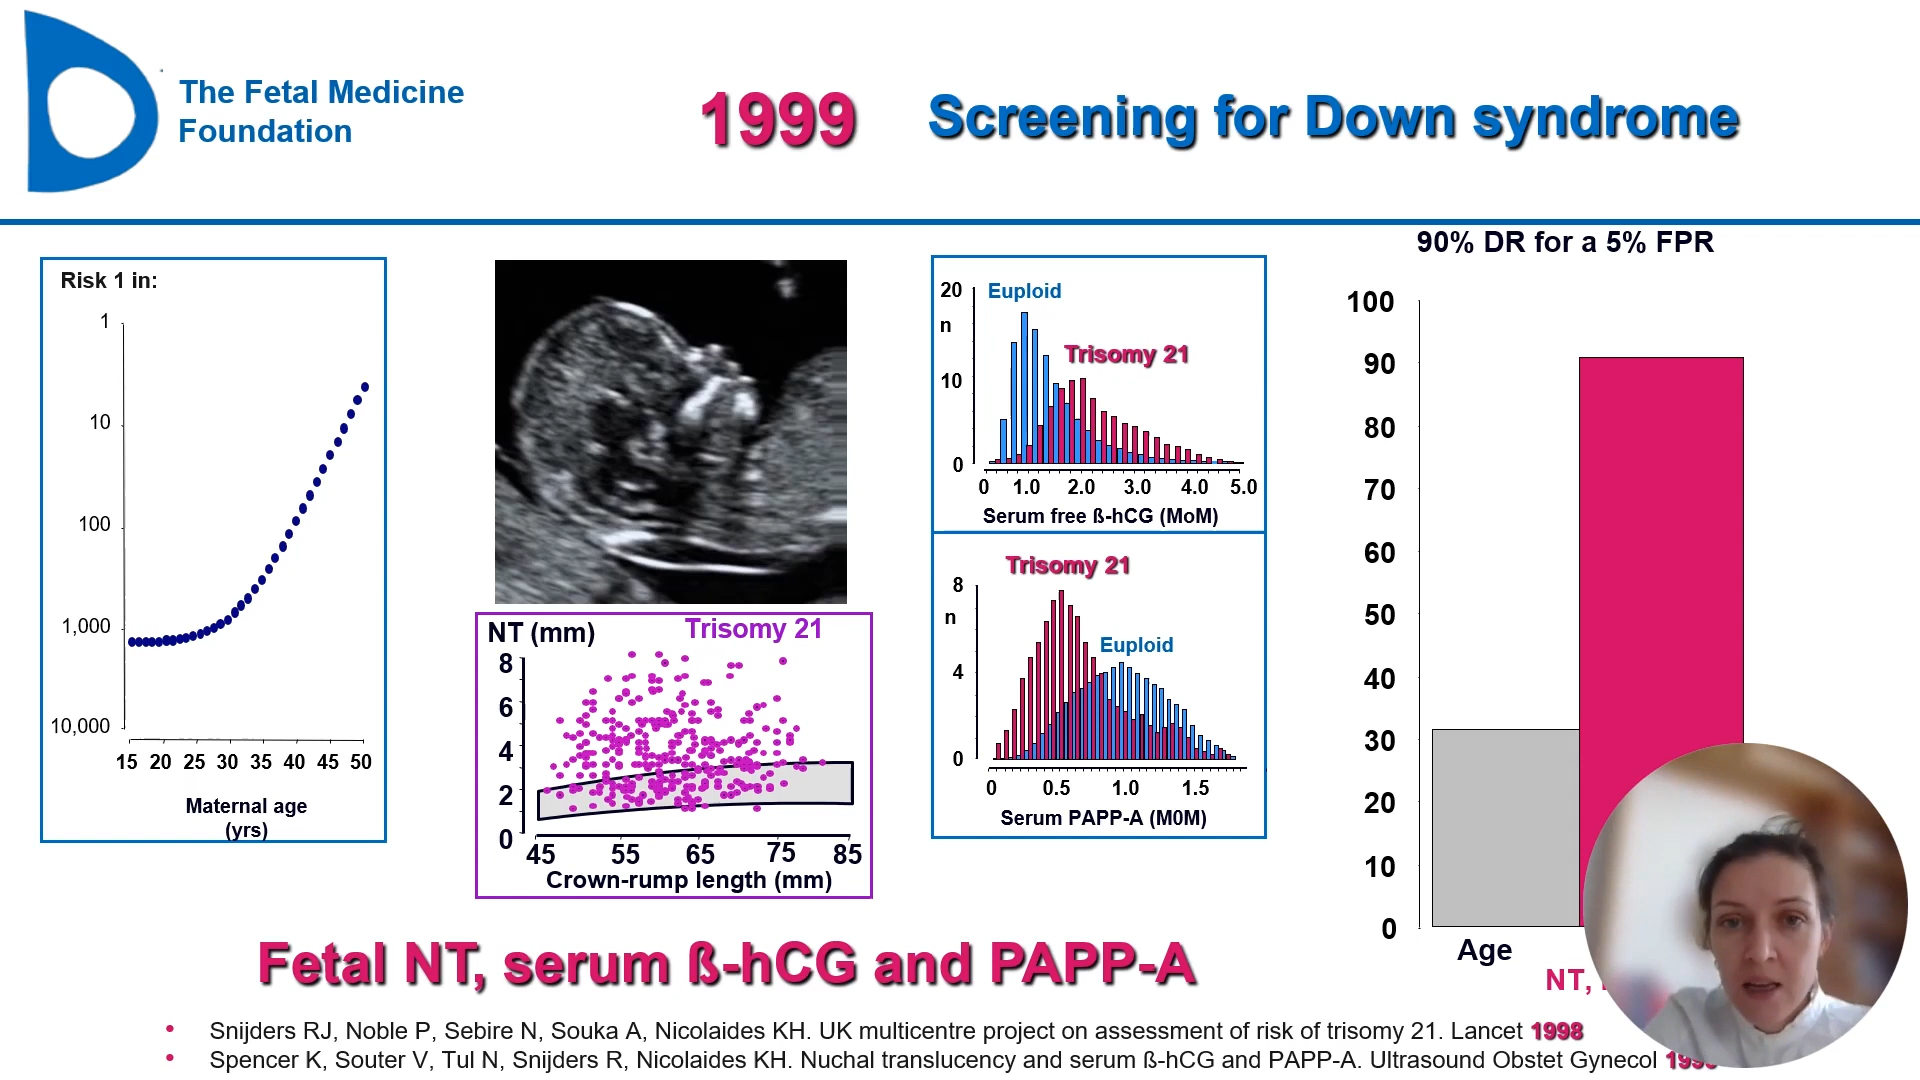 The Fetal Medicine
Foundation
1999
Screening for Down syndrome
Risk 1 in:
1
10
100
1,000
10,000
15 20 25 30 35 40 45 50
Maternal age
(yrs)
NT (mm)
Trisomy 21
8
6
4
2
0
45 55 65 75 85
Crown-rump length (mm)
20
n
10
0
Euploid
Trisomy 21
0 1.0 2.0 3.0 4.0 5.0
Serum free ß-hCG (MoM)
Trisomy 21
8
n
4
0
Euploid
0 0.5 1.0 1.5
Serum PAPP-A (M0M)
90% DR for a 5% FPR
100
90
80
70
60
50
40
30
20
10
0
Age
NT,
Fetal NT, serum ß-hCG and PAPP-A
• Snijders RJ, Noble P, Sebire N, Souka A, Nicolaides KH. UK multicentre project on assessment of risk of trisomy 21. Lancet 1998
• Spencer K, Souter V, Tul N, Snijders R, Nicolaides KH. Nuchal translucency and serum ß-hCG and PAPP-A. Ultrasound Obstet Gynecol